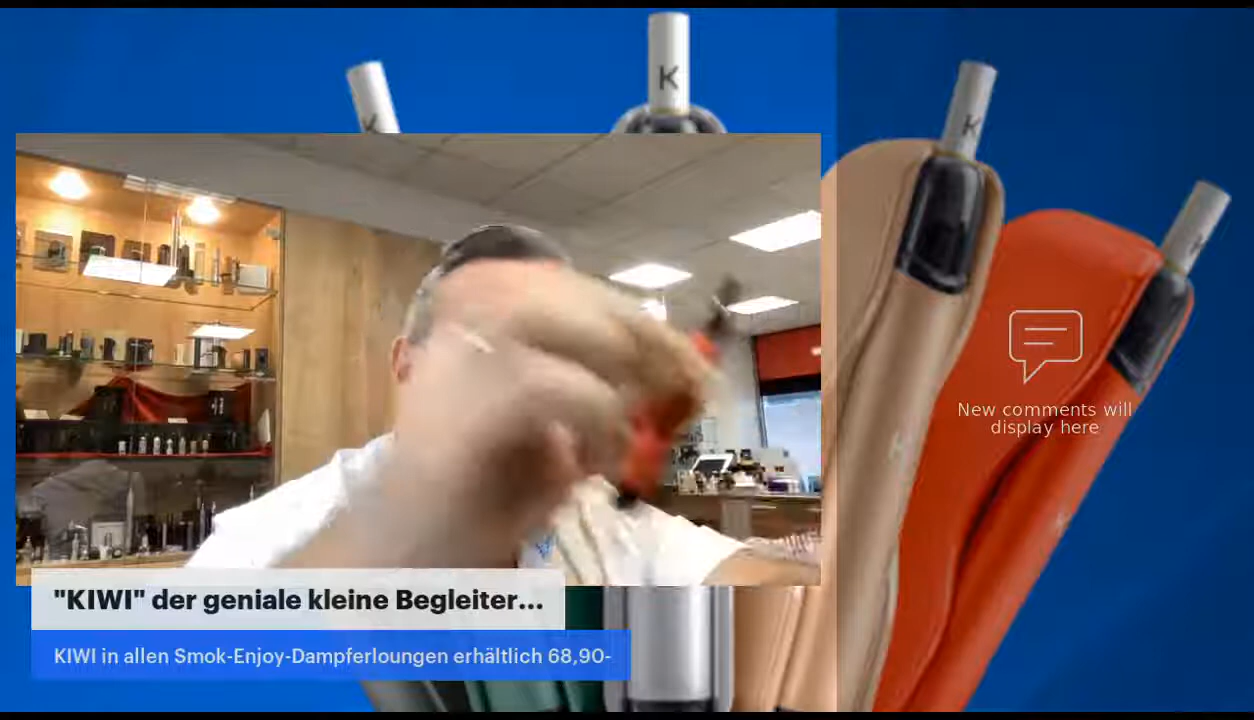 K
K
K
K
New comments will
display here
"KIWI" der geniale kleine Begleiter...
KIWI in allen Smok-Enjoy-Dampferloungen erhältlich 68,90-